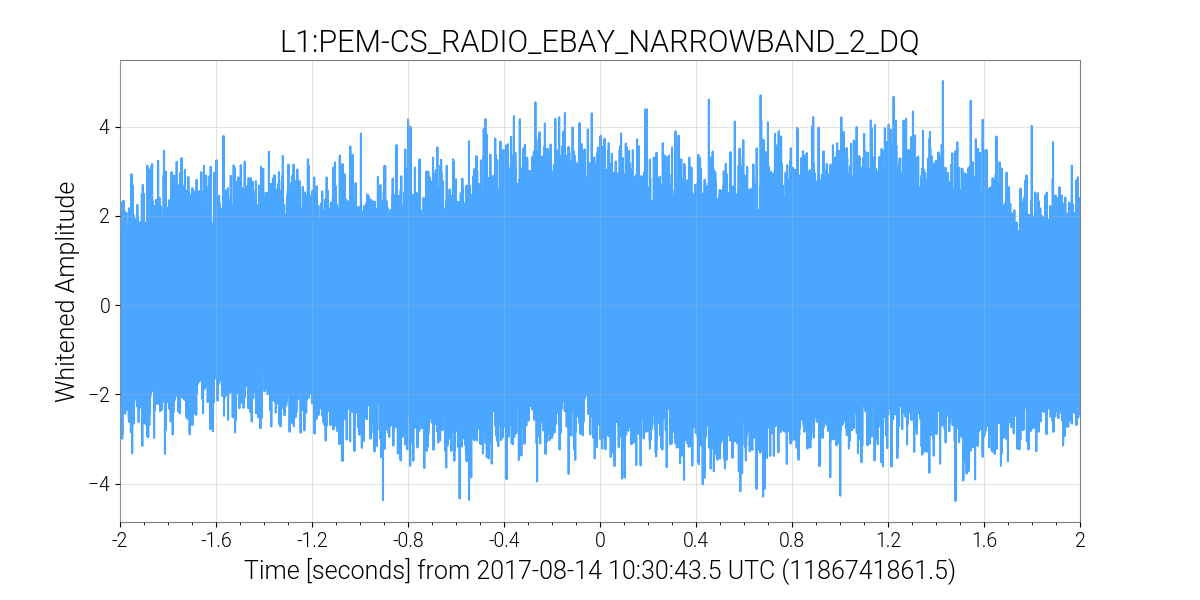 L1:PEM-CS_RADIO_EBAY_NARROWBAND_2_DQ
Whitened Amplitude
4
2
0
−2
−4
-2 -1.6 -1.2 -0.8 -0.4 0 0.4 0.8 1.2 1.6 2
Time [seconds] from 2017-08-14 10:30:43.5 UTC (1186741861.5)